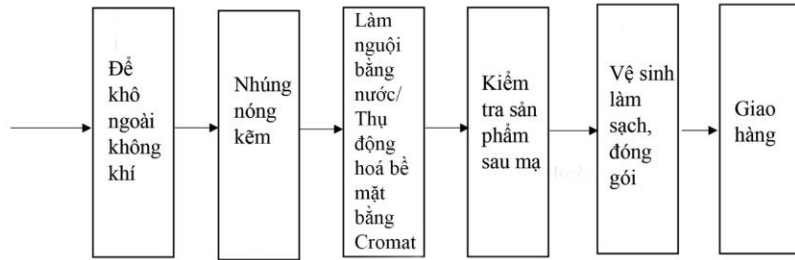 Để
khô
ngoài
không
khí
Nhúng
nóng
kẽm
Làm
nguội
bằng
nước/
Thụ
động
hoá bề
mặt
bằng
Cromat
Kiểm
tra sản
phẩm
sau mạ
Vệ sinh
làm
sạch,
đóng
gói
Giao
hàng